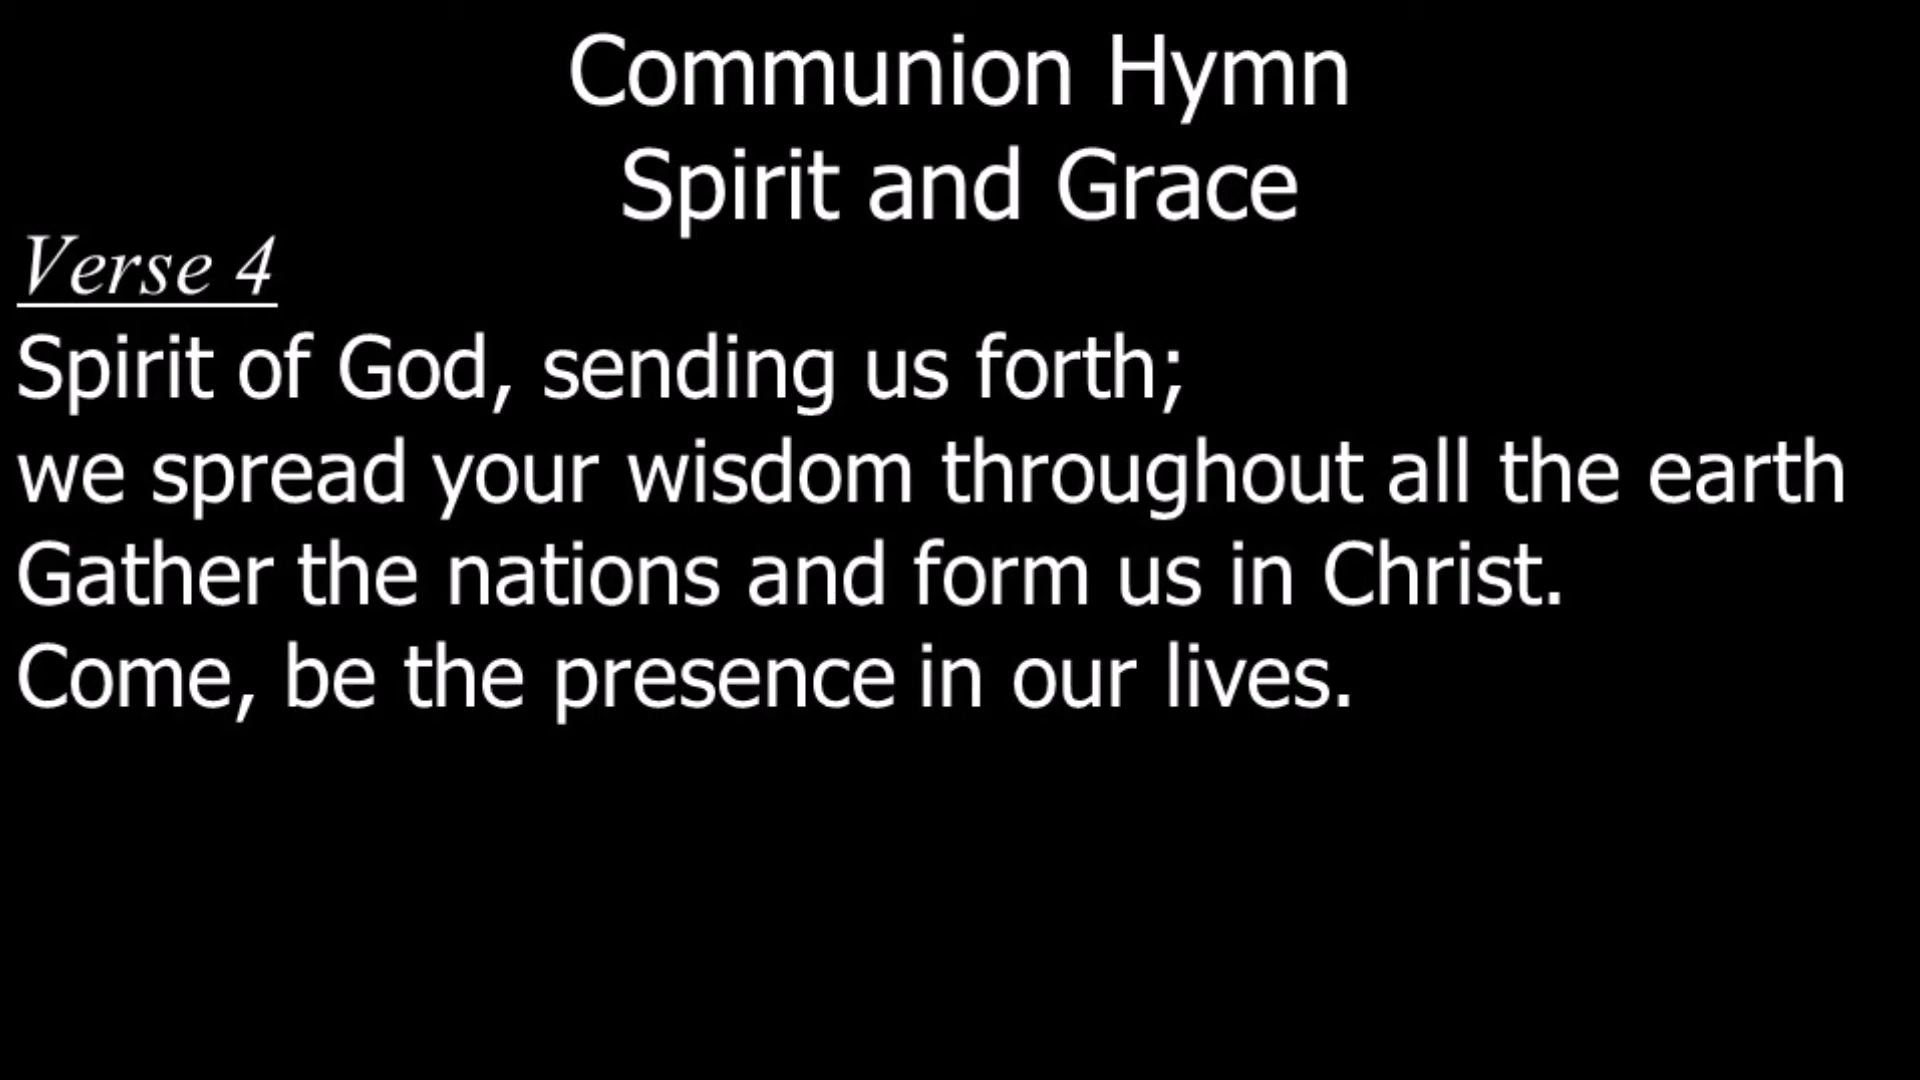 Communion Hymn
Spirit and Grace
Verse 4
Spirit of God, sending us forth;
we spread your wisdom throughout all the earth
Gather the nations and form us in Christ.
Come, be the presence in our lives.